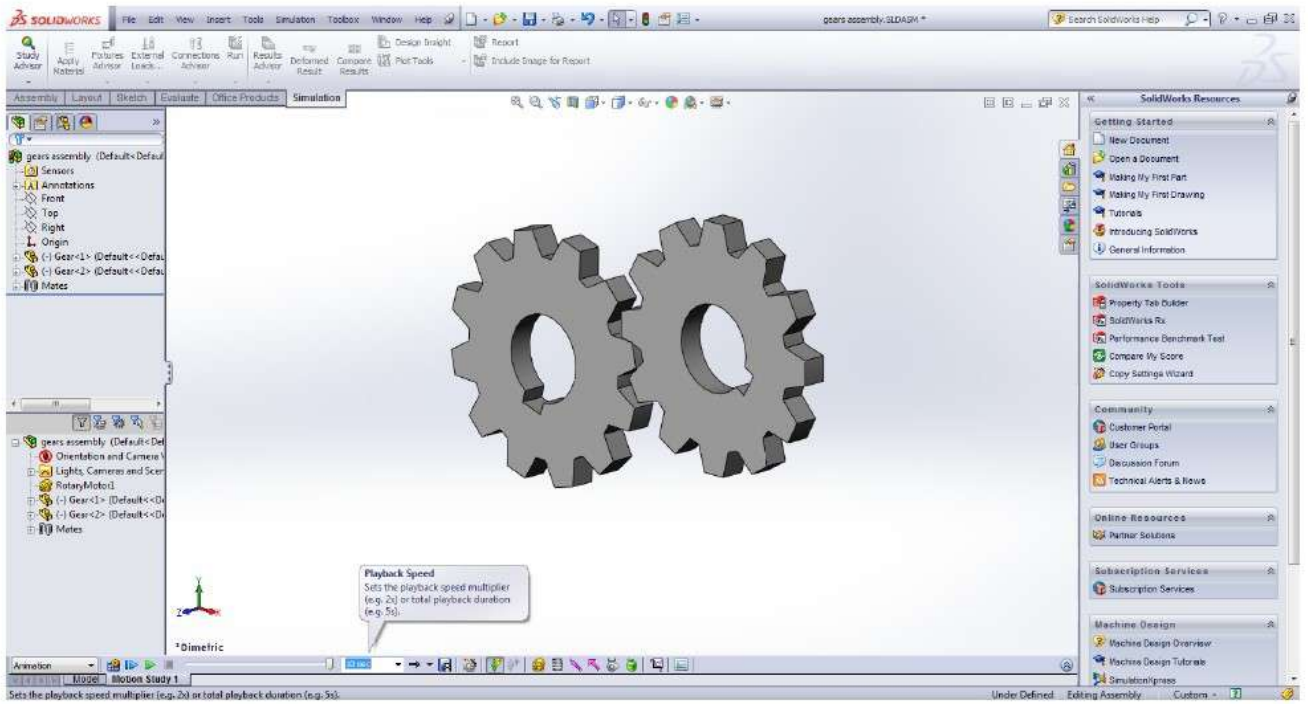 SOLIDWORKS File Edit View Insert Tools Simulation Toolbox Window Help gears assembly.SLDASM * Search SolidWorks Help
Study Advisor
Apply Material
Fixtures Advisor
External Loads...
Connections Advisor
Run
Results Advisor
Deformed Result
Compare Results
Design Insight
Plot Tools
Report
Include Image for Report
Assembly Layout Sketch Evaluate Office Products Simulation
gears assembly (Default<Defaul
Sensors
Annotations
Front
Top
Right
Origin
(-) Gear<1> (Default<<Defau
(-) Gear<2> (Default<<Defau
Mates
gears assembly (Default<Def
Orientation and Camera V
Lights, Cameras and Scen
RotaryMotor1
(-) Gear<1> (Default<<De
(-) Gear<2> (Default<<De
Mates
Y
Z
*Dimetric
Playback Speed
Sets the playback speed multiplier
(e.g. 2x) or total playback duration
(e.g. 5s).
Animation
Model Motion Study 1
Sets the playback speed multiplier (e.g. 2x) or total playback duration (e.g. 5s).
Under Defined Editing Assembly Custom
SolidWorks Resources
Getting Started
New Document
Open a Document
Making My First Part
Making My First Drawing
Tutorials
Introducing SolidWorks
General Information
SolidWorks Tools
Property Tab Builder
SolidWorks Rx
Performance Benchmark Test
Compare My Score
Copy Settings Wizard
Community
Customer Portal
User Groups
Discussion Forum
Technical Alerts & News
Online Resources
Partner Solutions
Subscription Services
Subscription Services
Machine Design
Machine Design Overview
Machine Design Tutorials
SimulationXpress